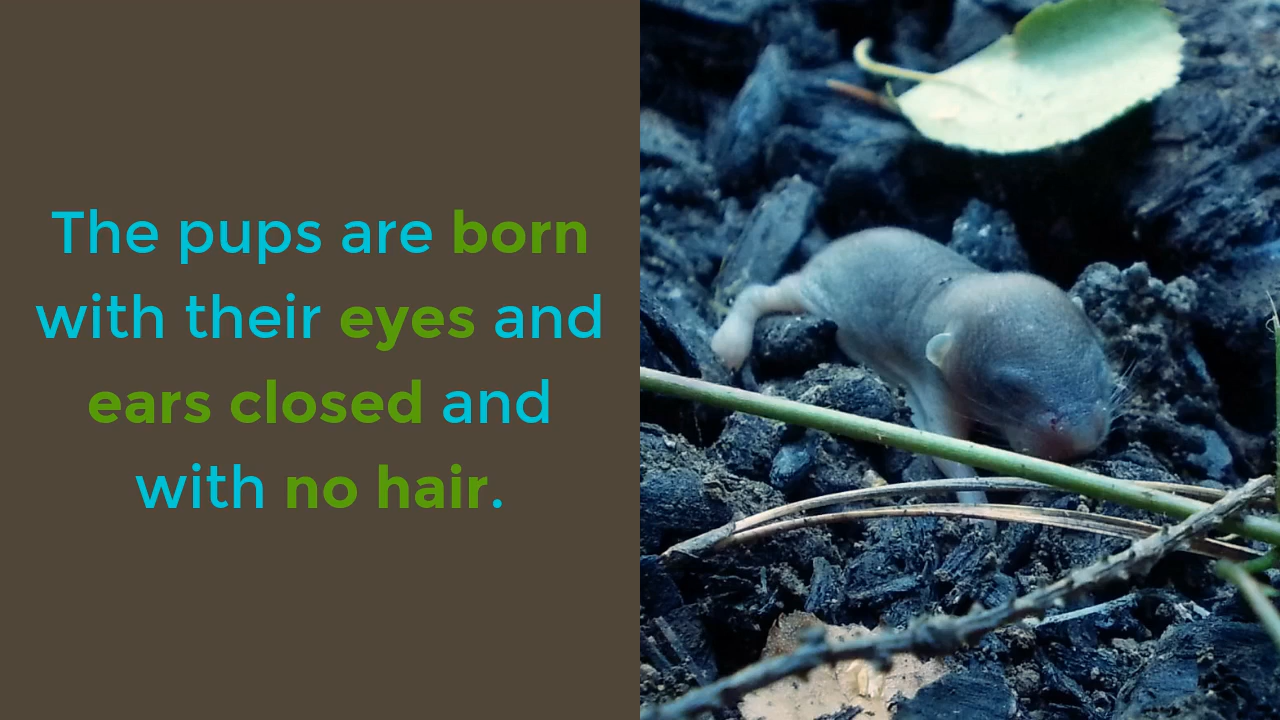 The pups are born
with their eyes and
ears closed and
with no hair.